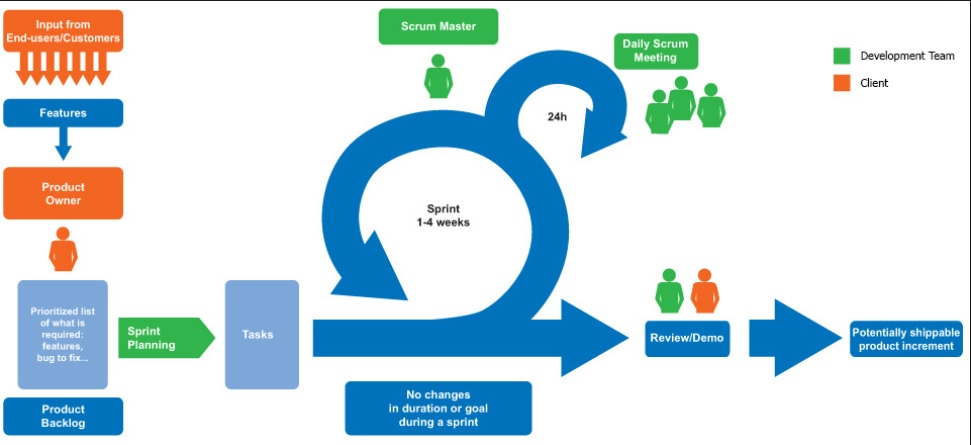 Input from
End-users/Customers
Features
Product
Owner
Prioritized list
of what is
required:
features,
bug to fix...
Product
Backlog
Sprint
Planning
Tasks
Scrum Master
Sprint
1-4 weeks
24h
Daily Scrum
Meeting
Development Team
Client
No changes
in duration or goal
during a sprint
Review/Demo
Potentially shippable
product increment